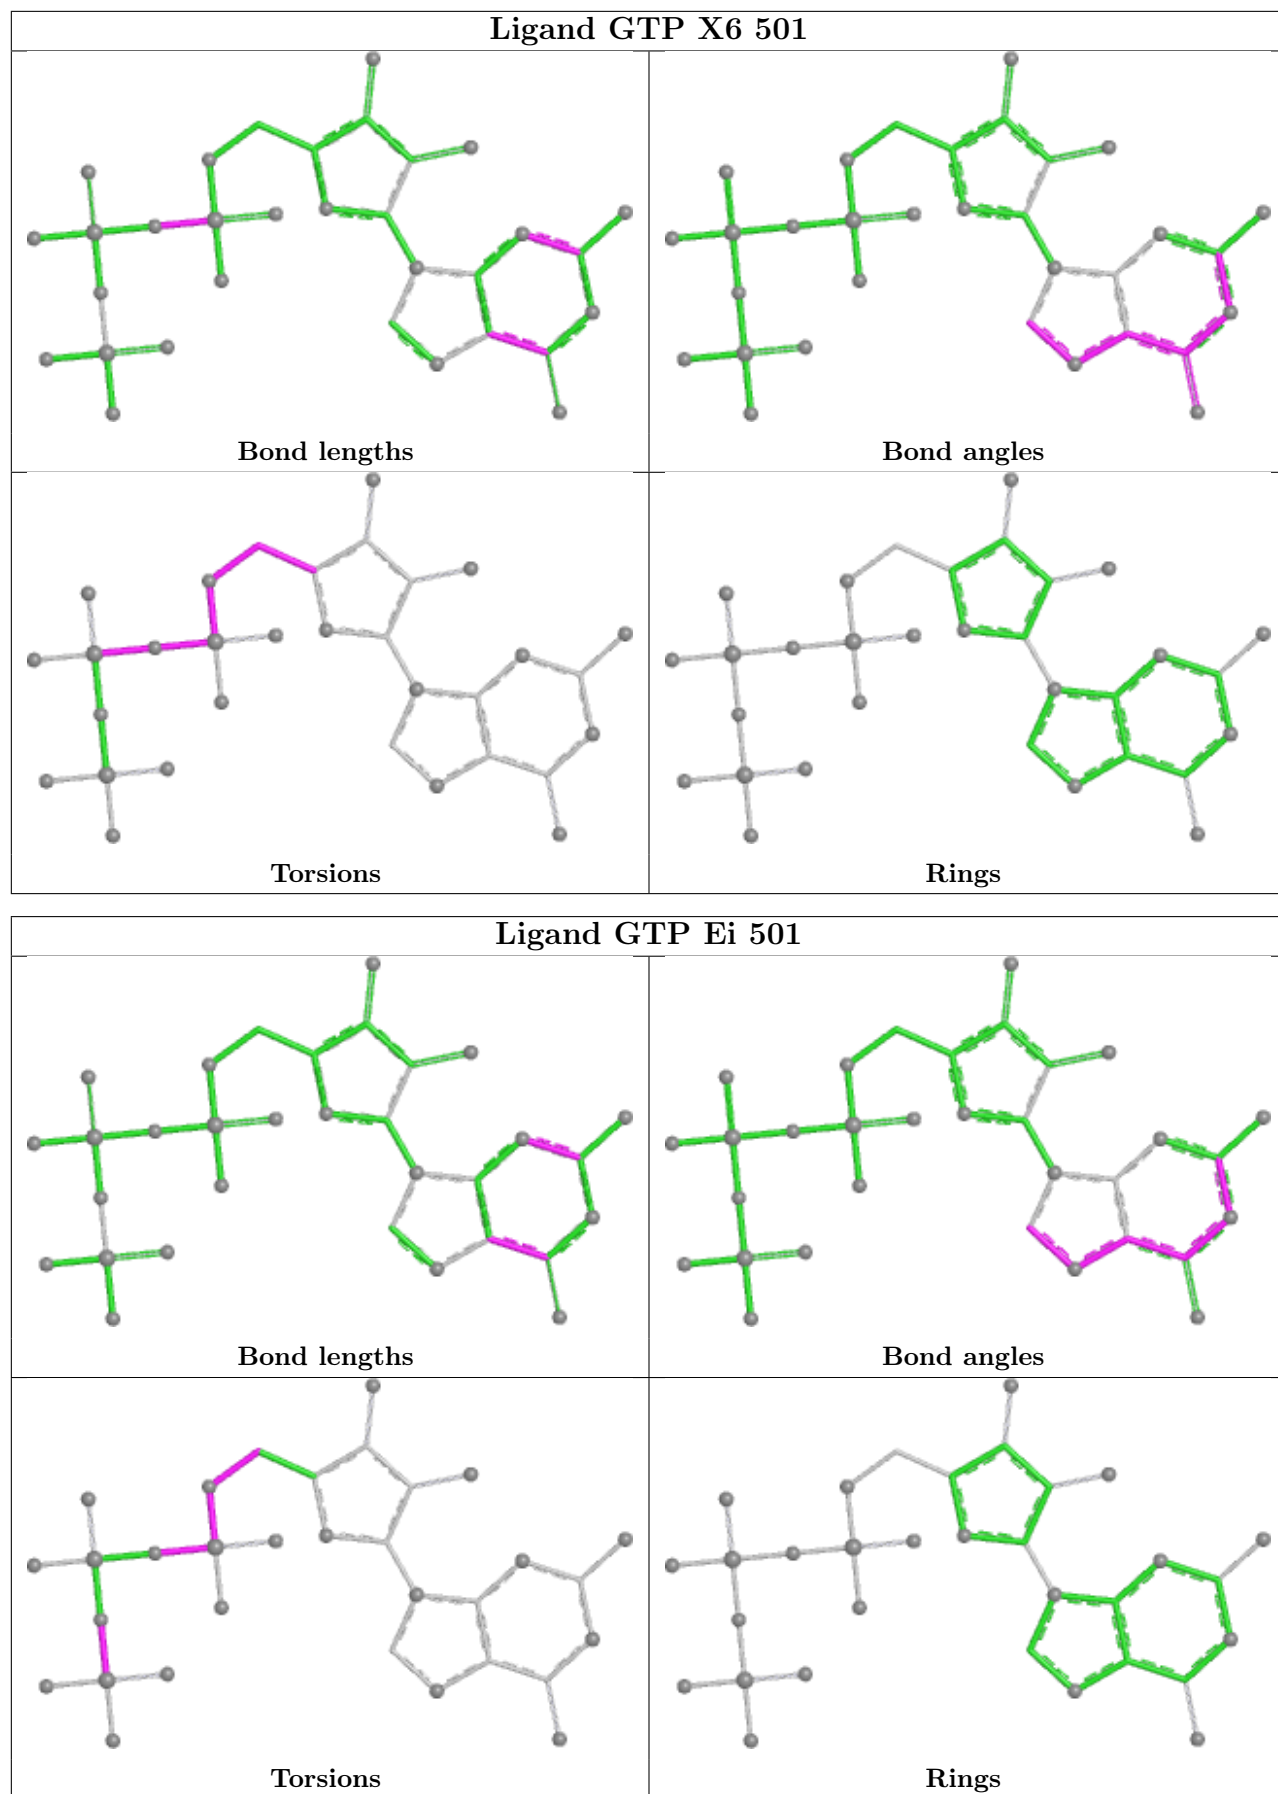 Ligand GTP X6 501
Bond lengths
Bond angles
Torsions
Rings
Ligand GTP Ei 501
Bond lengths
Bond angles
Torsions
Rings